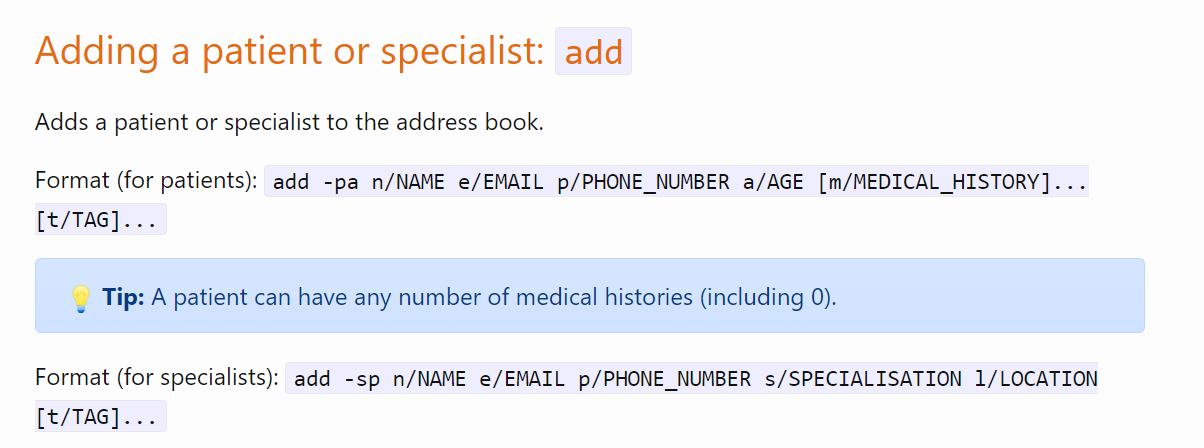 Adding a patient or specialist: add
Adds a patient or specialist to the address book.
Format (for patients): add -pa n/NAME e/EMAIL p/PHONE_NUMBER a/AGE [m/MEDICAL_HISTORY]...
[t/TAG]...
Tip: A patient can have any number of medical histories (including 0).
Format (for specialists): add -sp n/NAME e/EMAIL p/PHONE_NUMBER s/SPECIALISATION l/LOCATION
[t/TAG]...